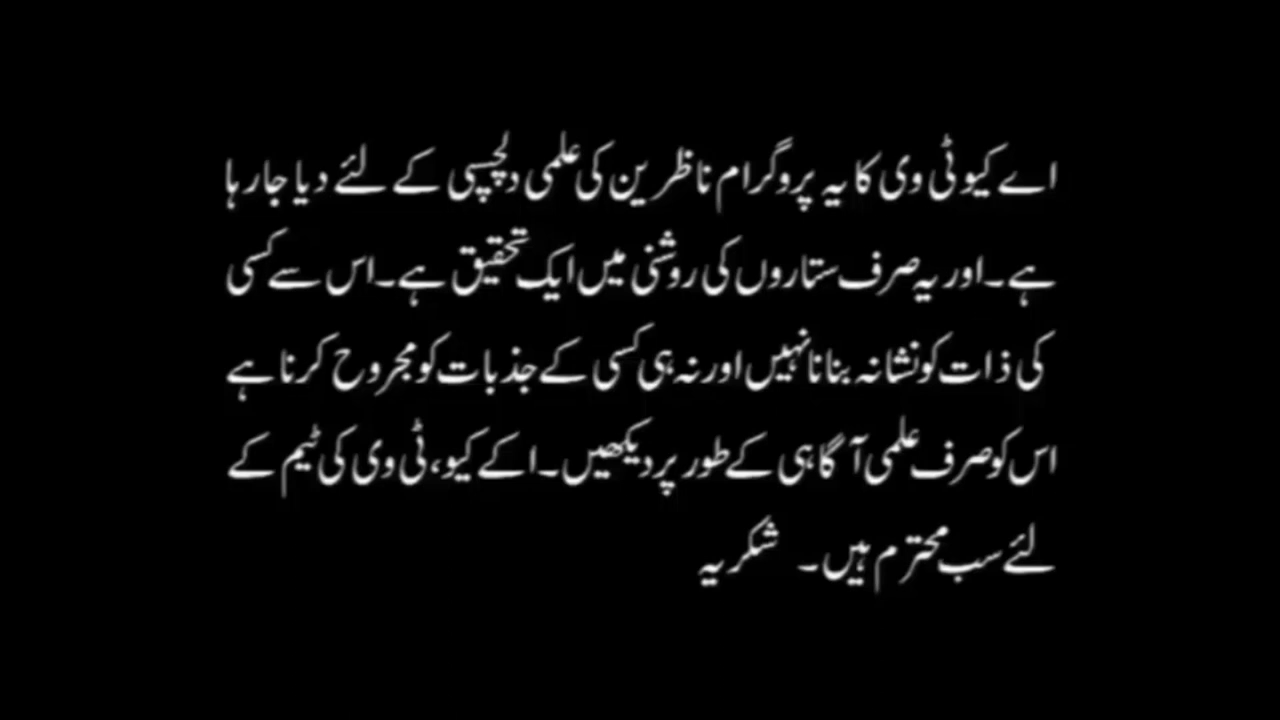 اے کیو ٹی وی کا یہ پروگرام ناظرین کی علمی دلچسپی کے لئے دیا جارہا
ہے۔اور یہ صرف ستاروں کی روشنی میں ایک تحقیق ہے۔اس سے کسی
کی ذات کو نشانہ بنانا نہیں اور نہ ہی کسی کے جذبات کو مجروح کرنا ہے
اس کو صرف علمی آگاہی کے طور پر دیکھیں۔اکے کیو،ٹی وی کی ٹیم کے
لئے سب محترم ہیں۔ شکریہ